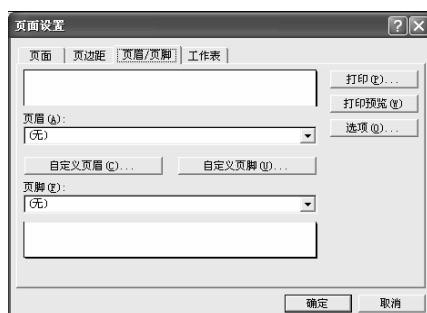 页面设置
页面 页边距 页眉/页脚 工作表
打印(P)...
打印预览(W)
页眉(A):
(无)
选项(O)...
自定义页眉(C)... 自定义页脚(U)...
页脚(F):
(无)
确定 取消